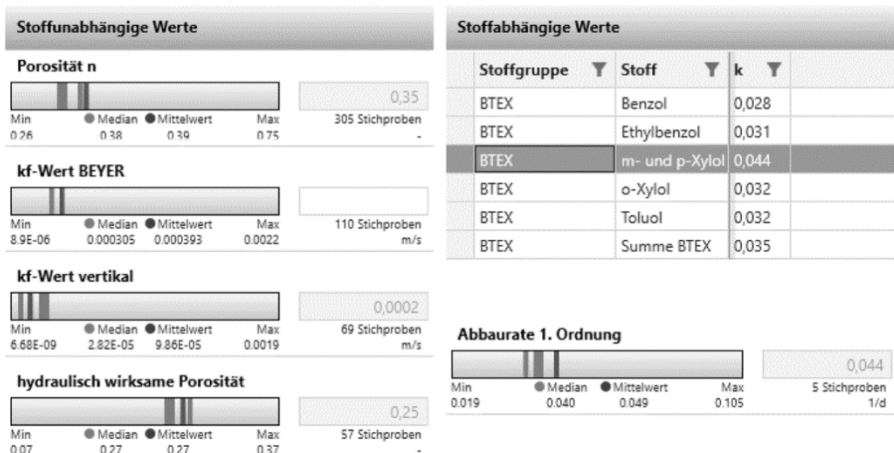 Stoffunabhängige Werte
Porosität n
0,35
Min Median Mittelwert Max 305 Stichproben
0.26 0.38 0.39 0.75 -
kf-Wert BEYER
Min Median Mittelwert Max 110 Stichproben
8.9E-06 0.000305 0.000393 0.0022 m/s
kf-Wert vertikal
0,0002
Min Median Mittelwert Max 69 Stichproben
6.68E-09 2.82E-05 9.86E-05 0.0019 m/s
hydraulisch wirksame Porosität
0,25
Min Median Mittelwert Max 57 Stichproben
0.07 0.27 0.27 0.37 -
Stoffabhängige Werte
Stoffgruppe Stoff k
BTEX Benzol 0,028
BTEX Ethylbenzol 0,031
BTEX m- und p-Xylol 0,044
BTEX o-Xylol 0,032
BTEX Toluol 0,032
BTEX Summe BTEX 0,035
Abbaurate 1. Ordnung
0,044
Min Median Mittelwert Max 5 Stichproben
0.019 0.040 0.049 0.105 1/d